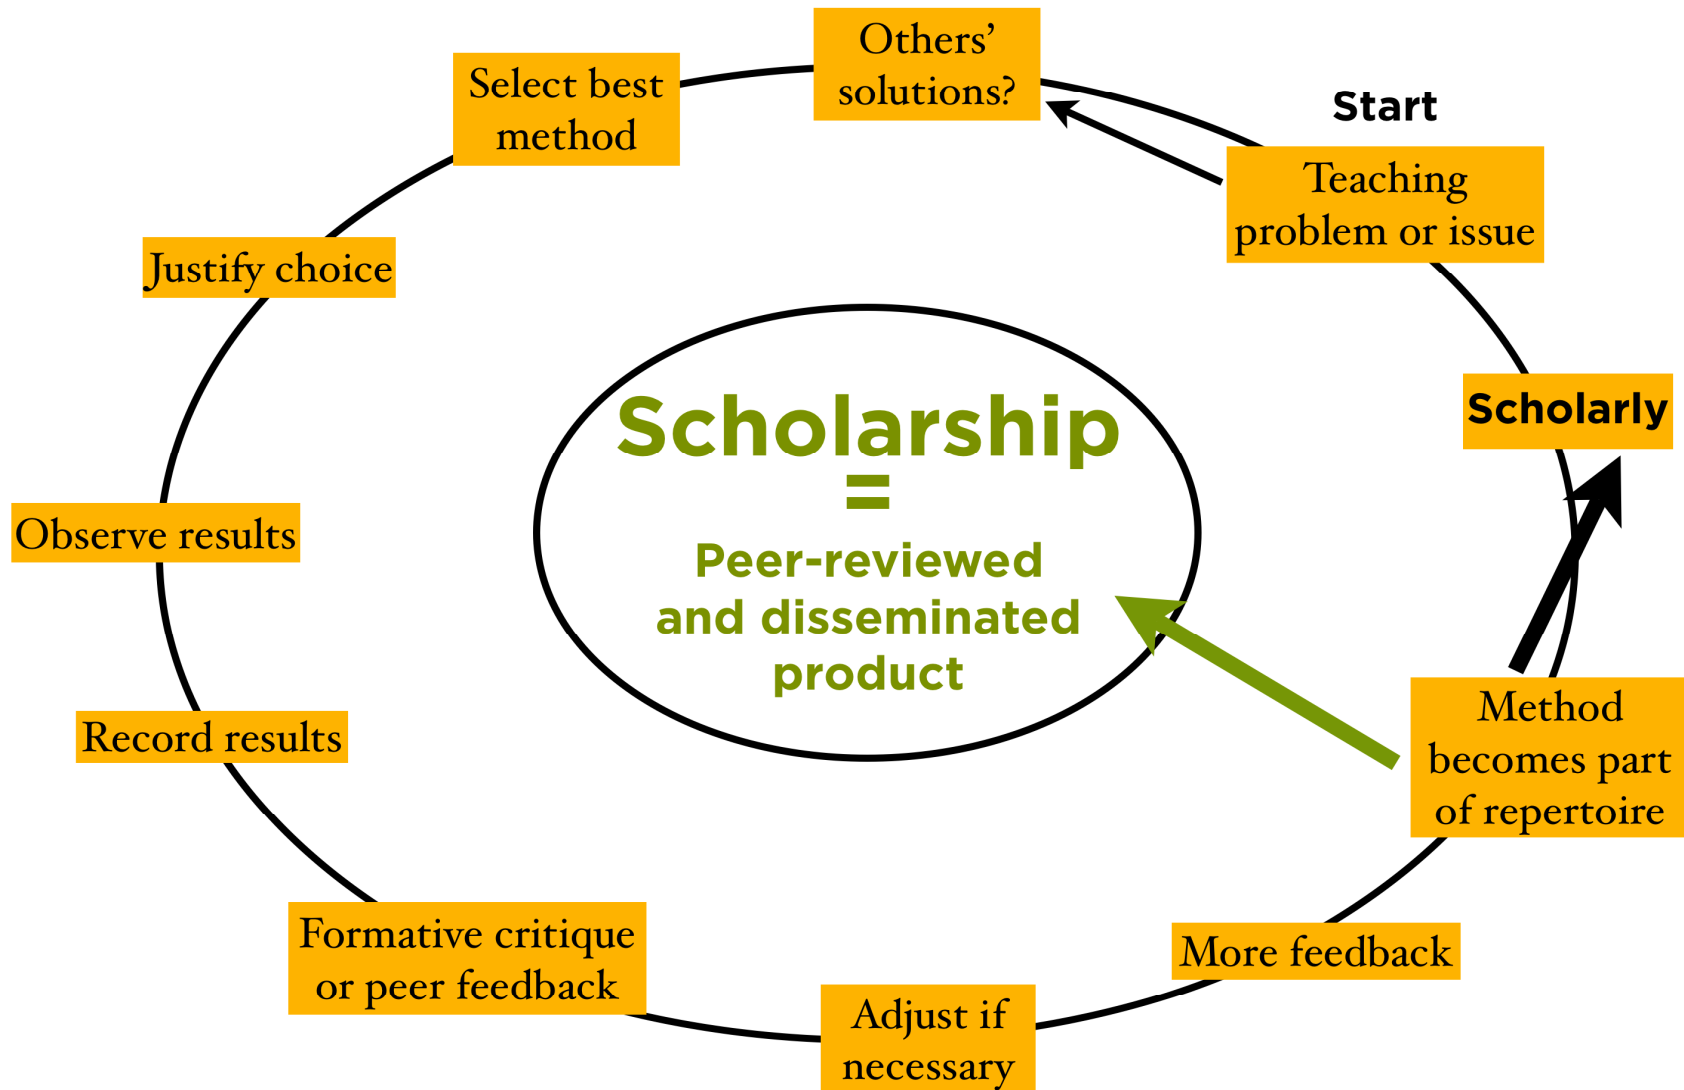 Start
Teaching
problem or issue
Others’
solutions?
Select best
method
Justify choice
Observe results
Record results
Formative critique
or peer feedback
Adjust if
necessary
More feedback
Method
becomes part
of repertoire
Scholarly
Scholarship
=
Peer-reviewed
and disseminated
product